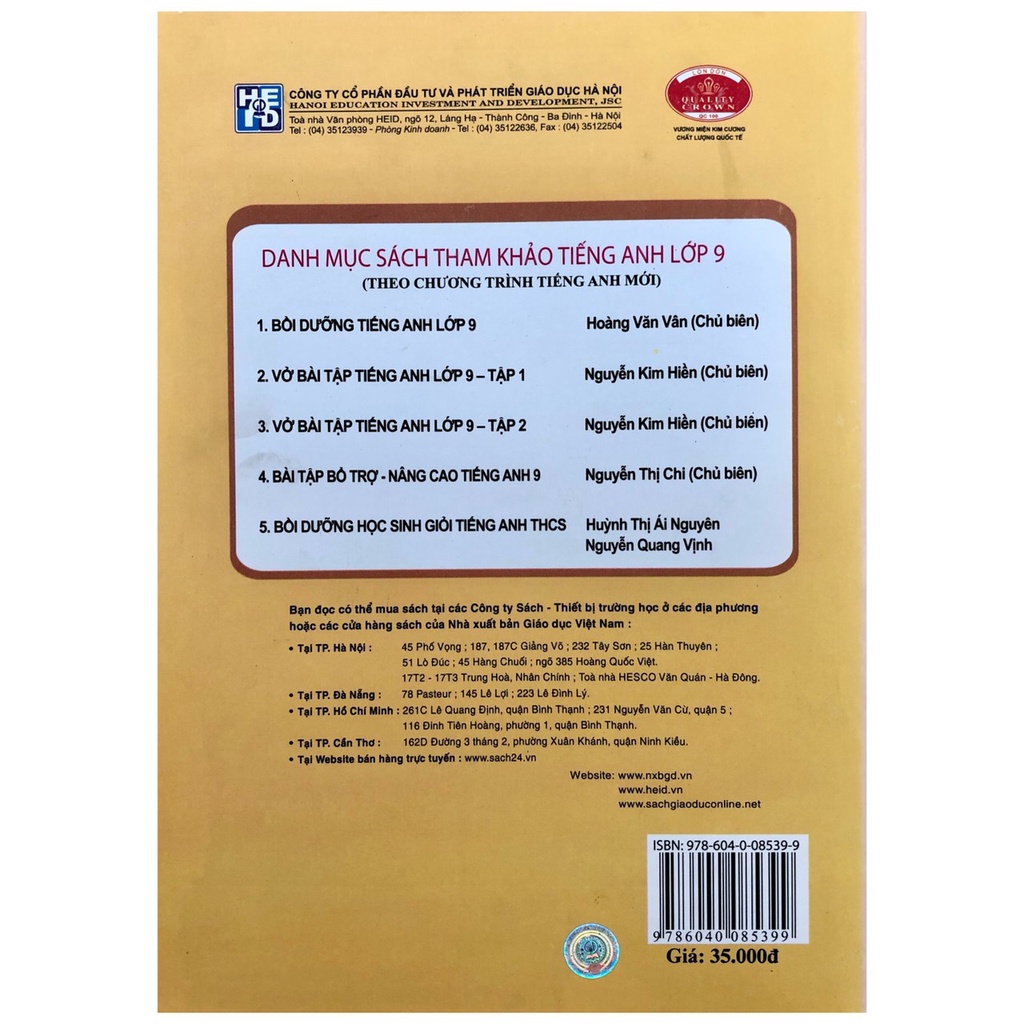 HEID
CÔNG TY CỔ PHẦN ĐẦU TƯ VÀ PHÁT TRIỂN GIÁO DỤC HÀ NỘI
HANOI EDUCATION INVESTMENT AND DEVELOPMENT, JSC
Toà nhà Văn phòng HEID, ngõ 12, Láng Hạ - Thành Công - Ba Đình - Hà Nội
Tel : (04) 35123939 - Phòng Kinh doanh - Tel : (04) 35122636, Fax : (04) 35122504
LONDON
QUALITY
CROWN
QC 100
VƯƠNG MIỆN KIM CƯƠNG
CHẤT LƯỢNG QUỐC TẾ
DANH MỤC SÁCH THAM KHẢO TIẾNG ANH LỚP 9
(THEO CHƯƠNG TRÌNH TIẾNG ANH MỚI)
1. BỒI DƯỠNG TIẾNG ANH LỚP 9 Hoàng Văn Vân (Chủ biên)
2. VỞ BÀI TẬP TIẾNG ANH LỚP 9 – TẬP 1 Nguyễn Kim Hiền (Chủ biên)
3. VỞ BÀI TẬP TIẾNG ANH LỚP 9 – TẬP 2 Nguyễn Kim Hiền (Chủ biên)
4. BÀI TẬP BỔ TRỢ - NÂNG CAO TIẾNG ANH 9 Nguyễn Thị Chi (Chủ biên)
5. BỒI DƯỠNG HỌC SINH GIỎI TIẾNG ANH THCS Huỳnh Thị Ái Nguyên
Nguyễn Quang Vịnh
Bạn đọc có thể mua sách tại các Công ty Sách - Thiết bị trường học ở các địa phương
hoặc các cửa hàng sách của Nhà xuất bản Giáo dục Việt Nam :
• Tại TP. Hà Nội : 45 Phố Vọng ; 187, 187C Giảng Võ ; 232 Tây Sơn ; 25 Hàn Thuyên ;
51 Lò Đúc ; 45 Hàng Chuối ; ngõ 385 Hoàng Quốc Việt.
17T2 - 17T3 Trung Hoà, Nhân Chính ; Toà nhà HESCO Văn Quán - Hà Đông.
• Tại TP. Đà Nẵng : 78 Pasteur ; 145 Lê Lợi ; 223 Lê Đình Lý.
• Tại TP. Hồ Chí Minh : 261C Lê Quang Định, quận Bình Thạnh ; 231 Nguyễn Văn Cừ, quận 5 ;
116 Đinh Tiên Hoàng, phường 1, quận Bình Thạnh.
• Tại TP. Cần Thơ : 162D Đường 3 tháng 2, phường Xuân Khánh, quận Ninh Kiều.
• Tại Website bán hàng trực tuyến : www.sach24.vn
Website: www.nxbgd.vn
www.heid.vn
www.sachgiaoduconline.net
ISBN: 978-604-0-08539-9
9 786040 085399
Giá: 35.000đ